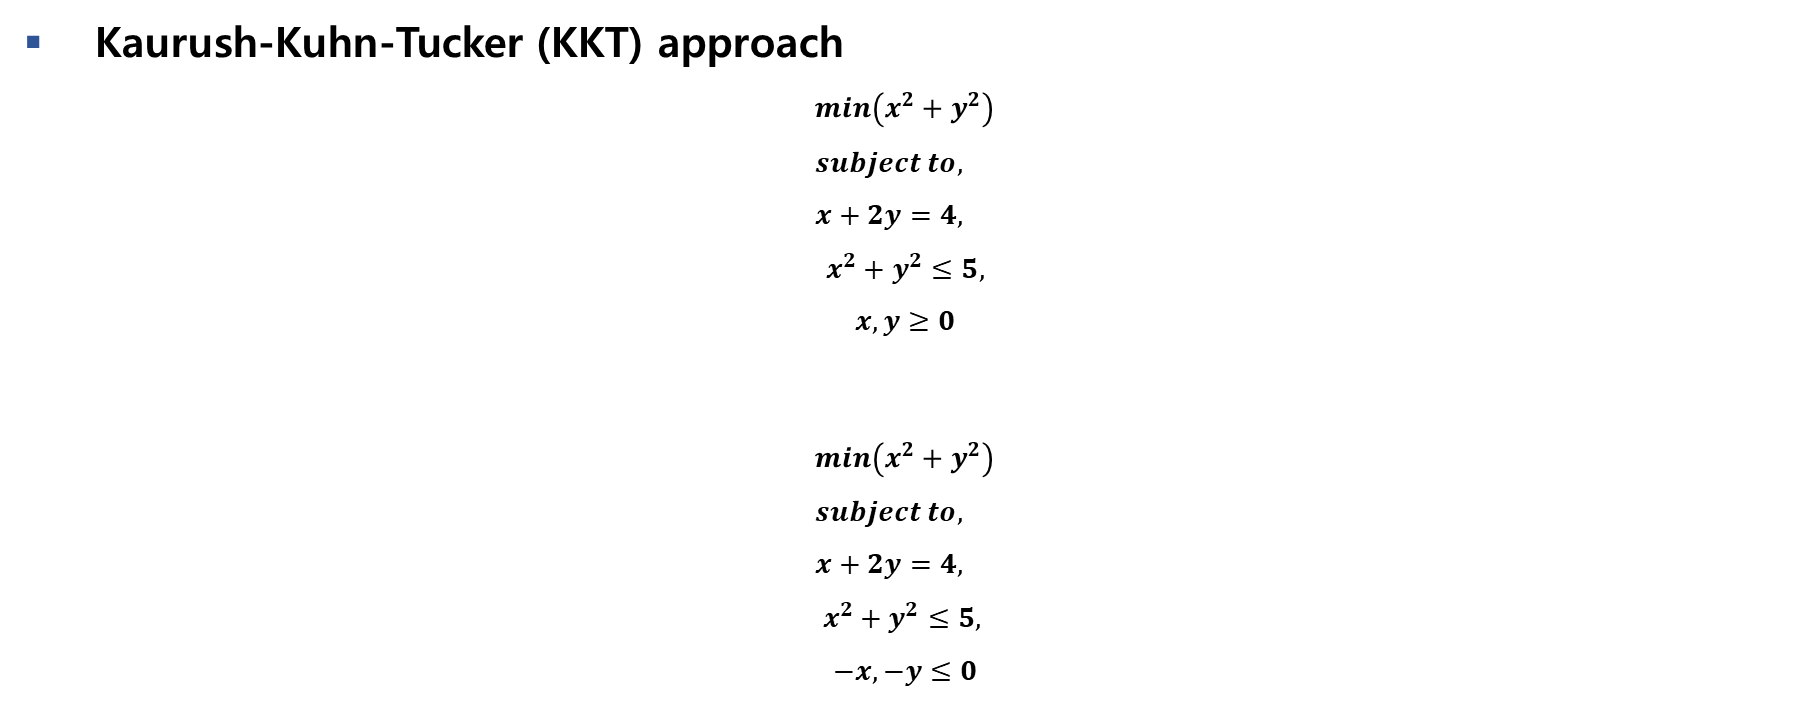 ▪ Kaurush-Kuhn-Tucker (KKT) approach
min(x² + y²)
subject to,
x + 2y = 4,
x² + y² ≤ 5,
x, y ≥ 0
min(x² + y²)
subject to,
x + 2y = 4,
x² + y² ≤ 5,
−x, −y ≤ 0